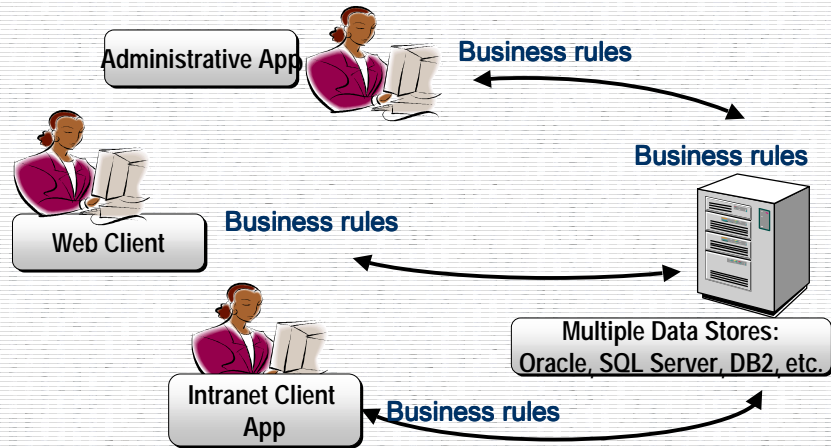 Administrative App
Business rules
Business rules
Web Client
Business rules
Multiple Data Stores:
Oracle, SQL Server, DB2, etc.
Intranet Client
App
Business rules